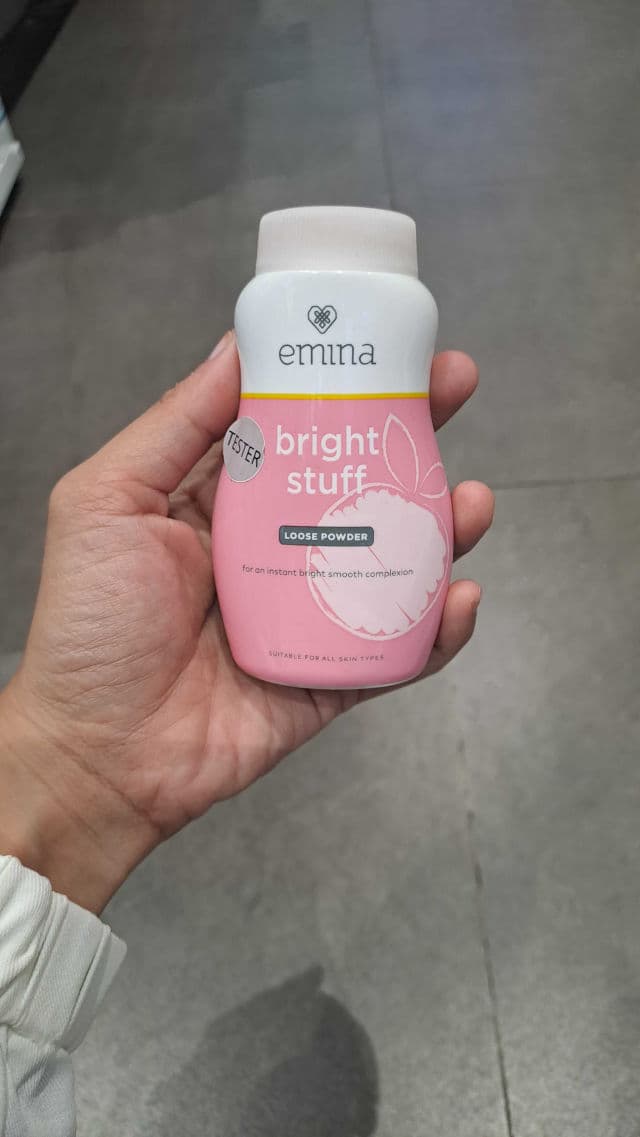 emina
TESTER
bright
stuff
LOOSE POWDER
for an instant bright smooth complexion
SUITABLE FOR ALL SKIN TYPES